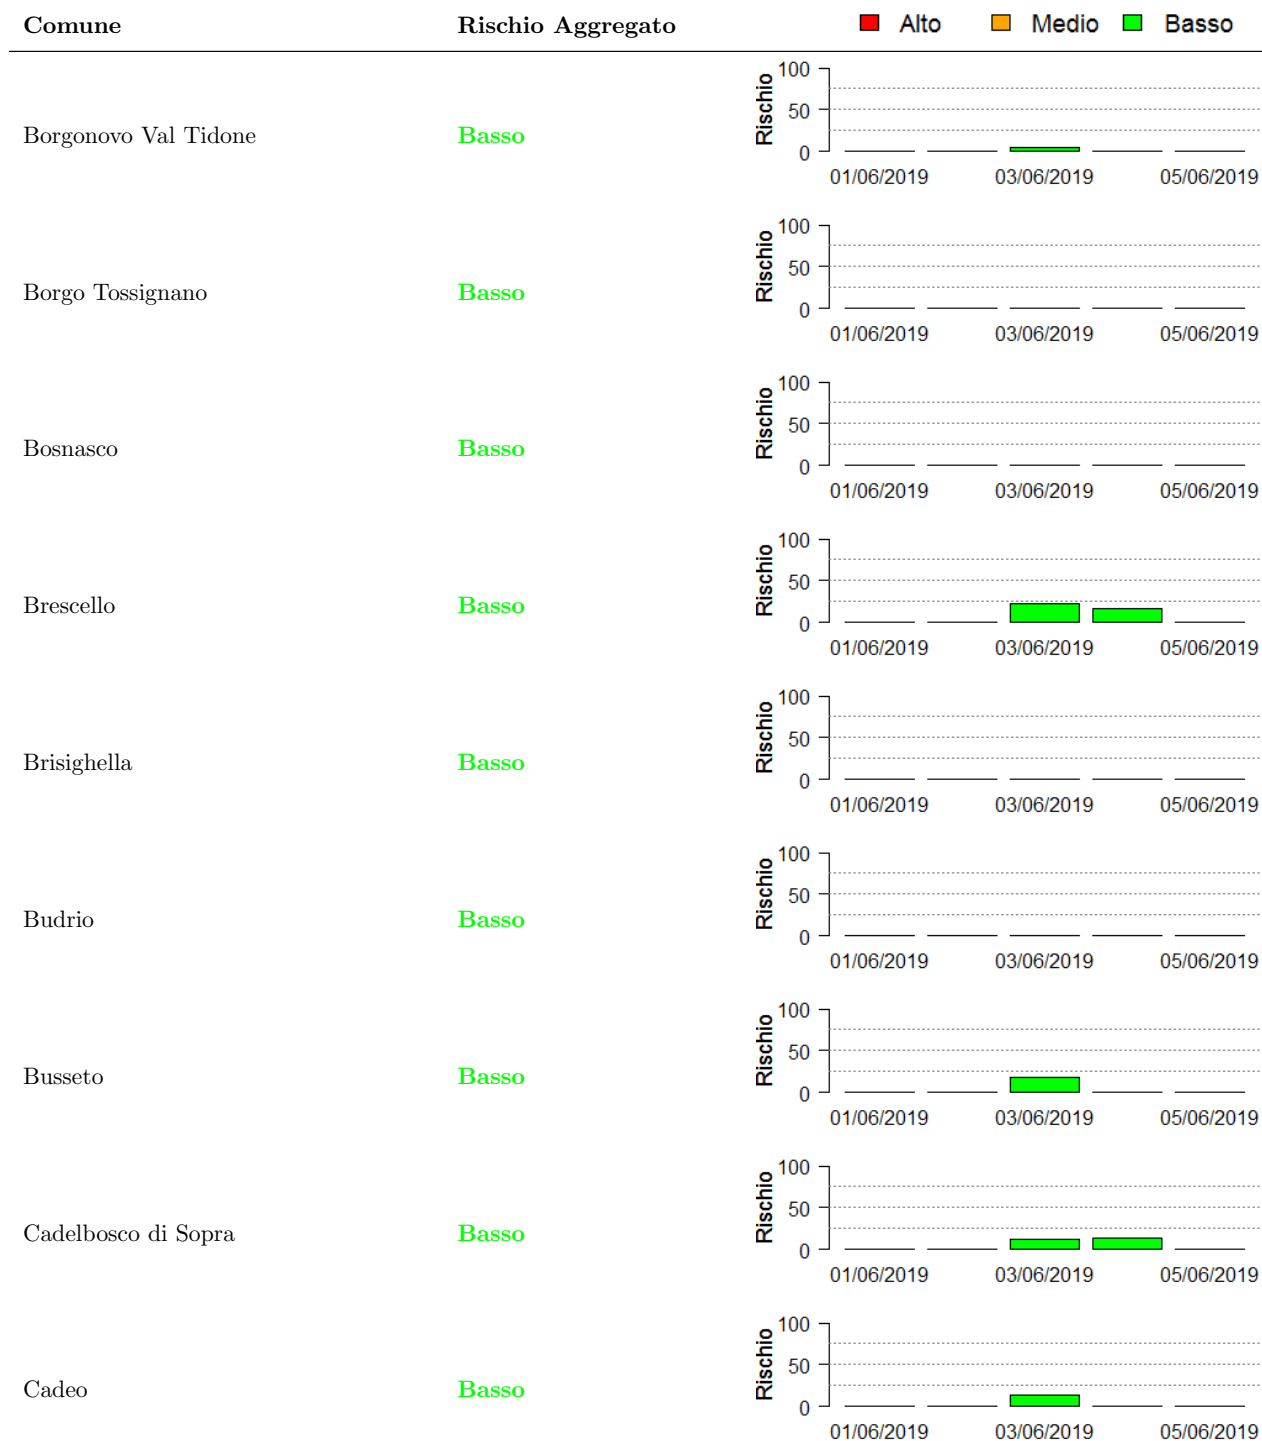 Comune Rischio Aggregato Alto Medio Basso
100
50
0
Rischio
Borgonovo Val Tidone Basso
01/06/2019 03/06/2019 05/06/2019
100
50
0
Rischio
Borgo Tossignano Basso
01/06/2019 03/06/2019 05/06/2019
100
50
0
Rischio
Bosnasco Basso
01/06/2019 03/06/2019 05/06/2019
100
50
0
Rischio
Brescello Basso
01/06/2019 03/06/2019 05/06/2019
100
50
0
Rischio
Brisighella Basso
01/06/2019 03/06/2019 05/06/2019
100
50
0
Rischio
Budrio Basso
01/06/2019 03/06/2019 05/06/2019
100
50
0
Rischio
Busseto Basso
01/06/2019 03/06/2019 05/06/2019
100
50
0
Rischio
Cadelbosco di Sopra Basso
01/06/2019 03/06/2019 05/06/2019
100
50
0
Rischio
Cadeo Basso
01/06/2019 03/06/2019 05/06/2019